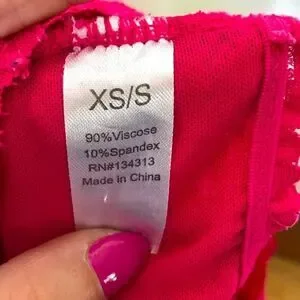 XS/S
90%Viscose
10%Spandex
RN#134313
Made in China